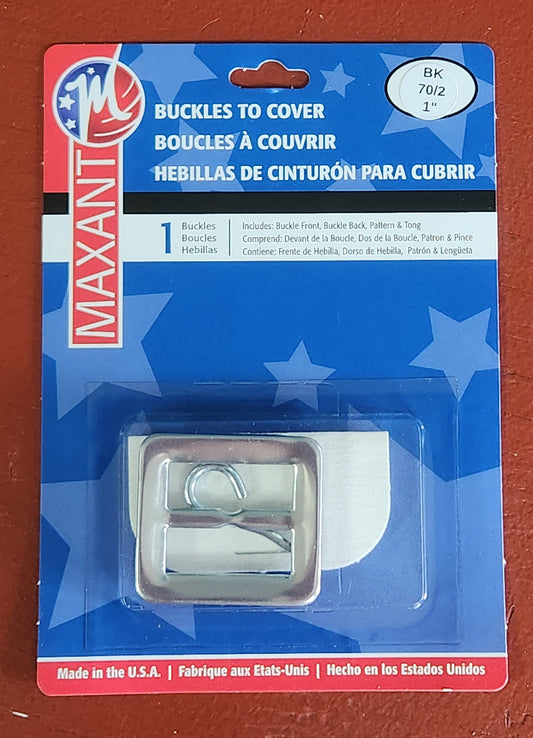 M
MAXANT
BK
70/2
1"
BUCKLES TO COVER
BOUCLES À COUVRIR
HEBILLAS DE CINTURÓN PARA CUBRIR
1 Buckles
Boucles
Hebillas
Includes: Buckle Front, Buckle Back, Pattern & Tong
Comprend: Devant de la Boucle, Dos de la Boucle, Patron & Pince
Contiene: Frente de Hebilla, Dorso de Hebilla, Patrón & Lengüeta
Made in the U.S.A. | Fabrique aux Etats-Unis | Hecho en los Estados Unidos